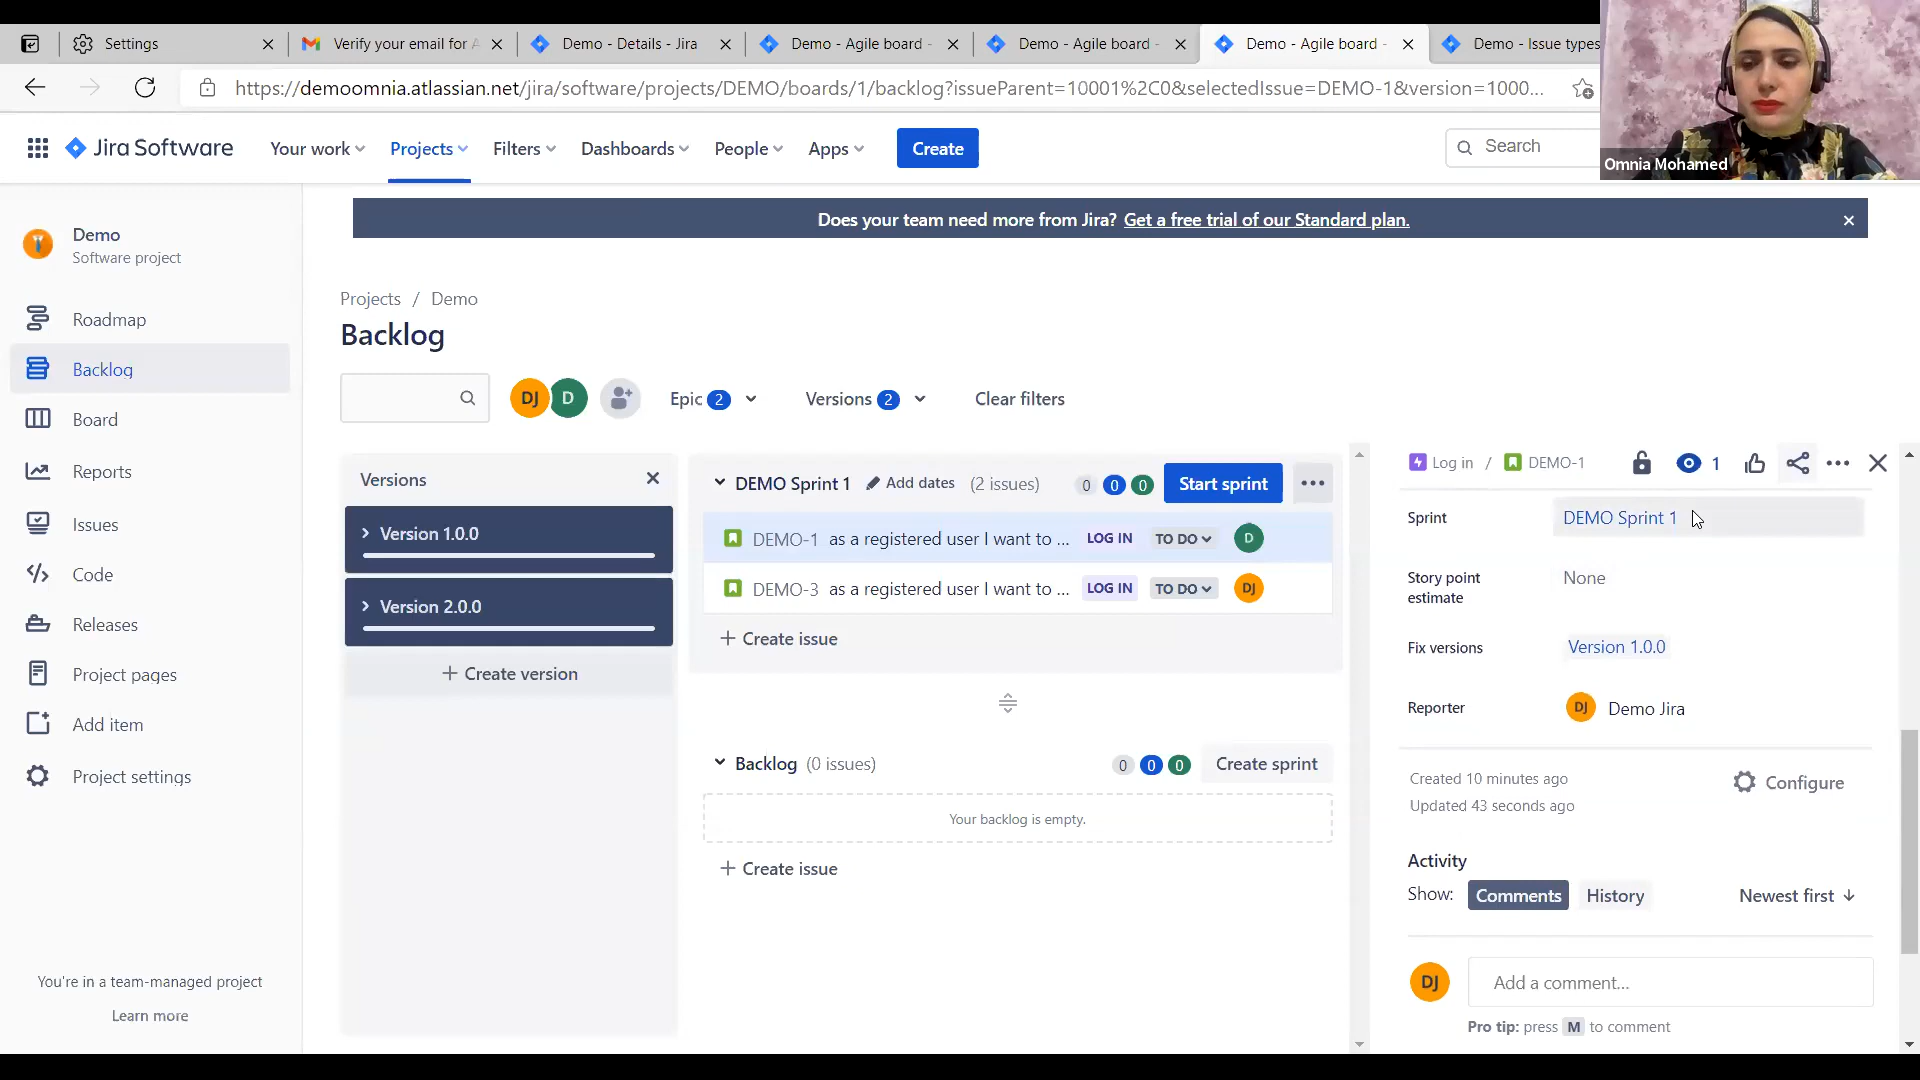 Settings
Verify your email for A
Demo - Details - Jira
Demo - Agile board -
Demo - Agile board -
Demo - Agile board -
Demo - Issue types
https://demoomnia.atlassian.net/jira/software/projects/DEMO/boards/1/backlog?issueParent=10001%2C0&selectedIssue=DEMO-1&version=1000...
Jira Software
Your work
Projects
Filters
Dashboards
People
Apps
Create
Search
Omnia Mohamed
Does your team need more from Jira? Get a free trial of our Standard plan.
Demo
Software project
Roadmap
Backlog
Board
Reports
Issues
Code
Releases
Project pages
Add item
Project settings
You're in a team-managed project
Learn more
Projects / Demo
Backlog
DJ
D
Epic 2
Versions 2
Clear filters
Versions
Version 1.0.0
Version 2.0.0
+ Create version
DEMO Sprint 1 Add dates (2 issues) 0 0 0 Start sprint
DEMO-1 as a registered user I want to ... LOG IN TO DO D
DEMO-3 as a registered user I want to ... LOG IN TO DO DJ
+ Create issue
Backlog (0 issues) 0 0 0 Create sprint
Your backlog is empty.
+ Create issue
Log in / DEMO-1 1
Sprint DEMO Sprint 1
Story point estimate None
Fix versions Version 1.0.0
Reporter DJ Demo Jira
Created 10 minutes ago
Updated 43 seconds ago
Configure
Activity
Show: Comments History Newest first
DJ Add a comment...
Pro tip: press M to comment